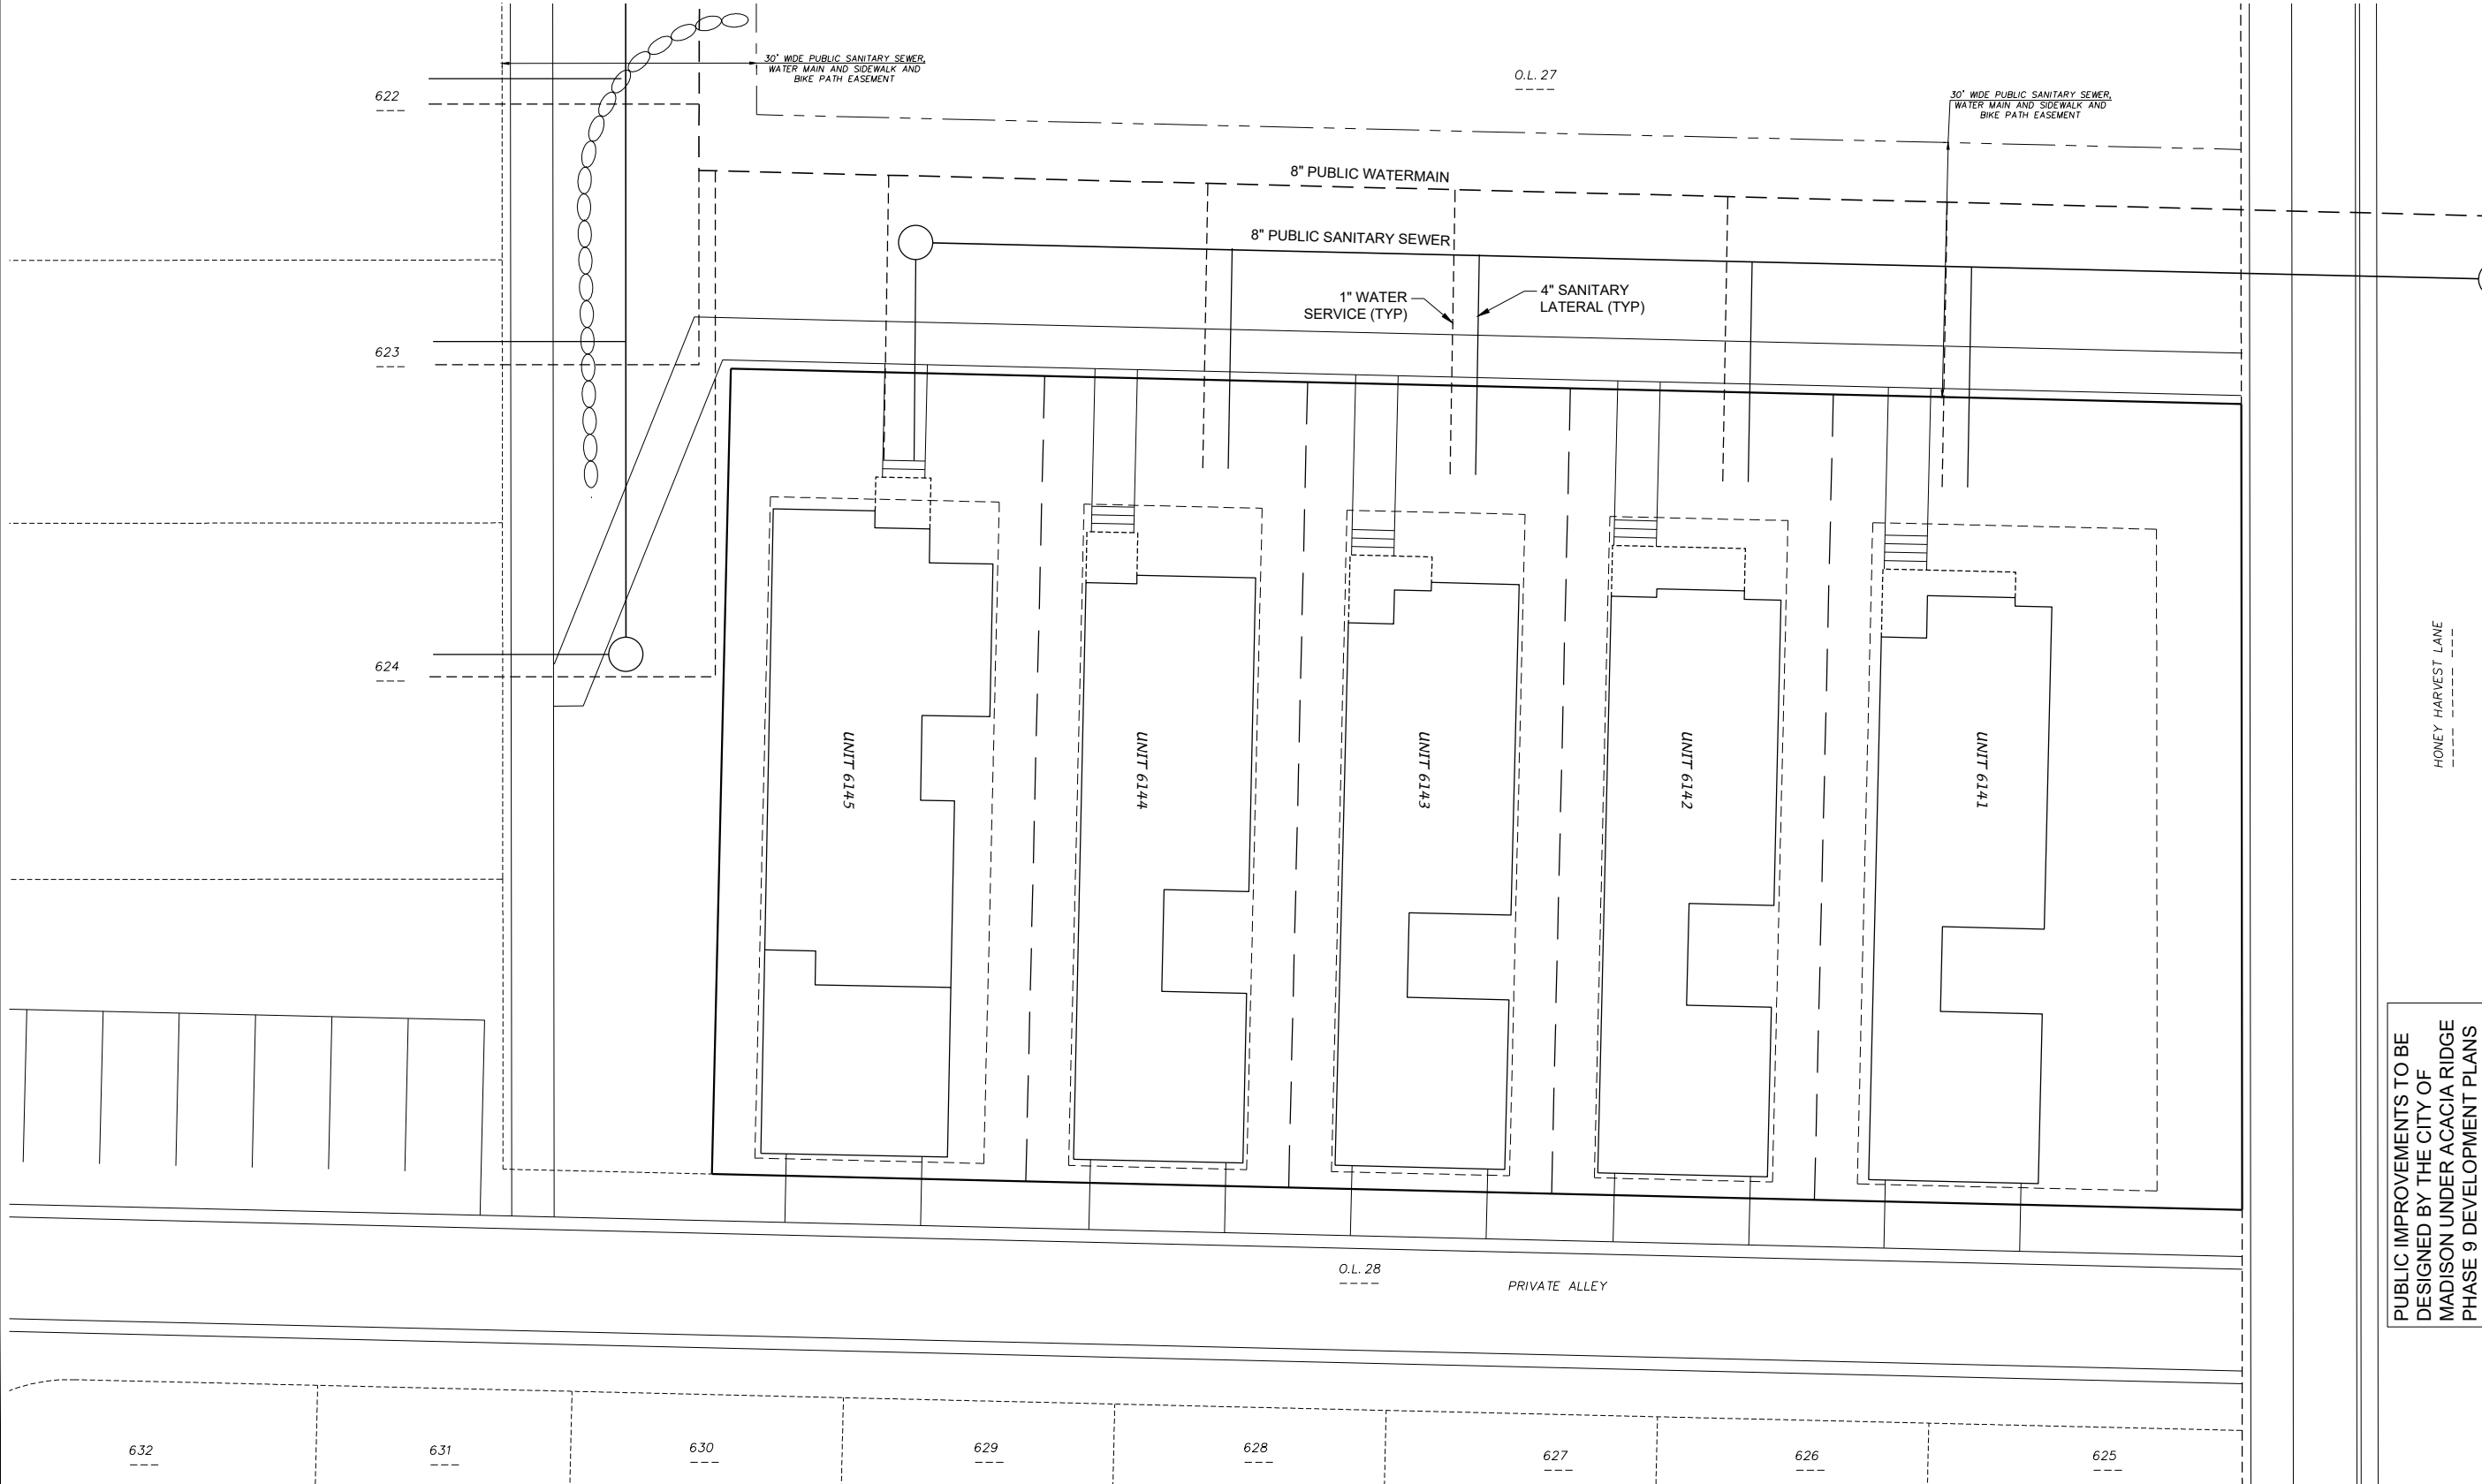 30' WIDE PUBLIC SANITARY SEWER,
WATER MAIN AND SIDEWALK AND
BIKE PATH EASEMENT
O.L. 27
622
30' WIDE PUBLIC SANITARY SEWER,
WATER MAIN AND SIDEWALK AND
BIKE PATH EASEMENT
8" PUBLIC WATERMAIN
8" PUBLIC SANITARY SEWER
1" WATER
SERVICE (TYP)
4" SANITARY
LATERAL (TYP)
623
624
UNIT 6145
UNIT 6144
UNIT 6143
UNIT 6142
UNIT 6141
HONEY HARVEST LANE
PUBLIC IMPROVEMENTS TO BE
DESIGNED BY THE CITY OF
MADISON UNDER ACACIA RIDGE
PHASE 9 DEVELOPMENT PLANS
O.L. 28
PRIVATE ALLEY
632
631
630
629
628
627
626
625